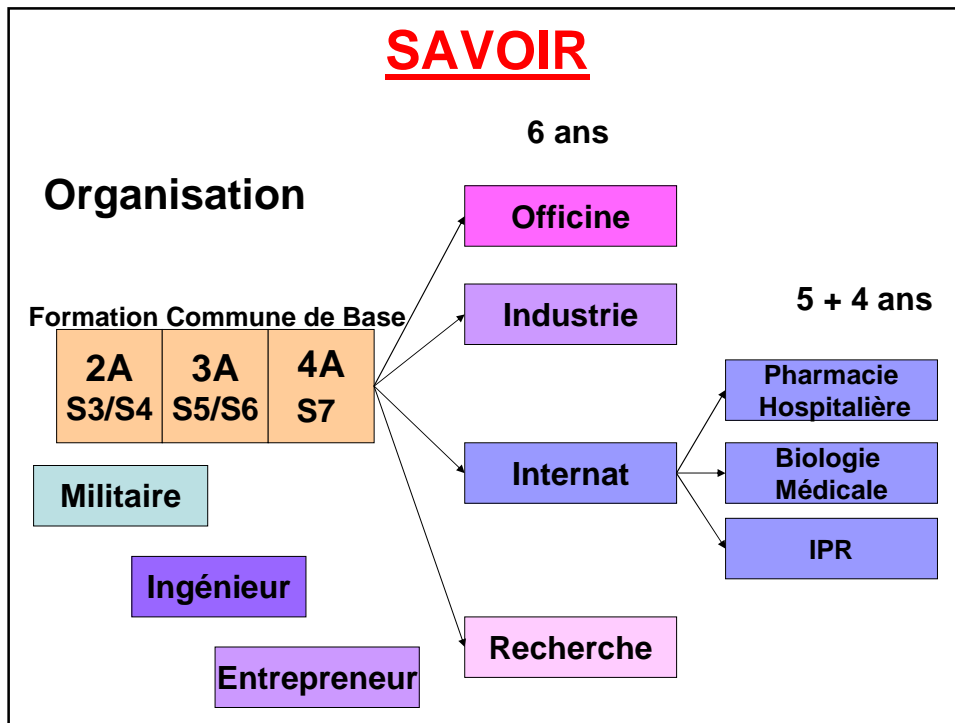 SAVOIR
6 ans
Organisation
Officine
5 + 4 ans
Formation Commune de Base
Industrie
2A
S3/S4
3A
S5/S6
4A
S7
Pharmacie
Hospitalière
Internat
Biologie
Médicale
Militaire
IPR
Ingénieur
Recherche
Entrepreneur